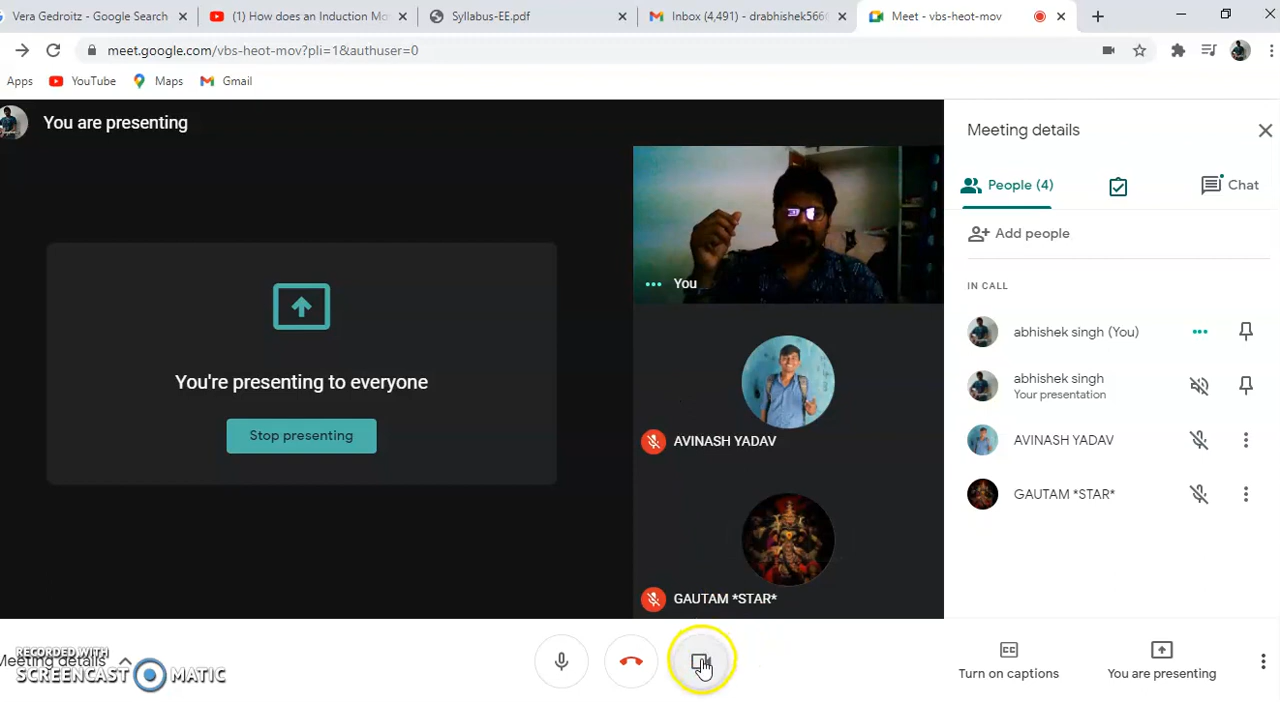 Vera Gedroitz - Google Search
(1) How does an Induction Mo
Syllabus-EE.pdf
Inbox (4,491) - drabhishek566
Meet - vbs-heot-mov
meet.google.com/vbs-heot-mov?pli=1&authuser=0
Apps
YouTube
Maps
Gmail
You are presenting
You're presenting to everyone
Stop presenting
You
AVINASH YADAV
GAUTAM *STAR*
Meeting details
People (4)
Chat
Add people
IN CALL
abhishek singh (You)
abhishek singh
Your presentation
AVINASH YADAV
GAUTAM *STAR*
Meeting details
RECORDED WITH
SCREENCAST MATIC
CC
Turn on captions
You are presenting